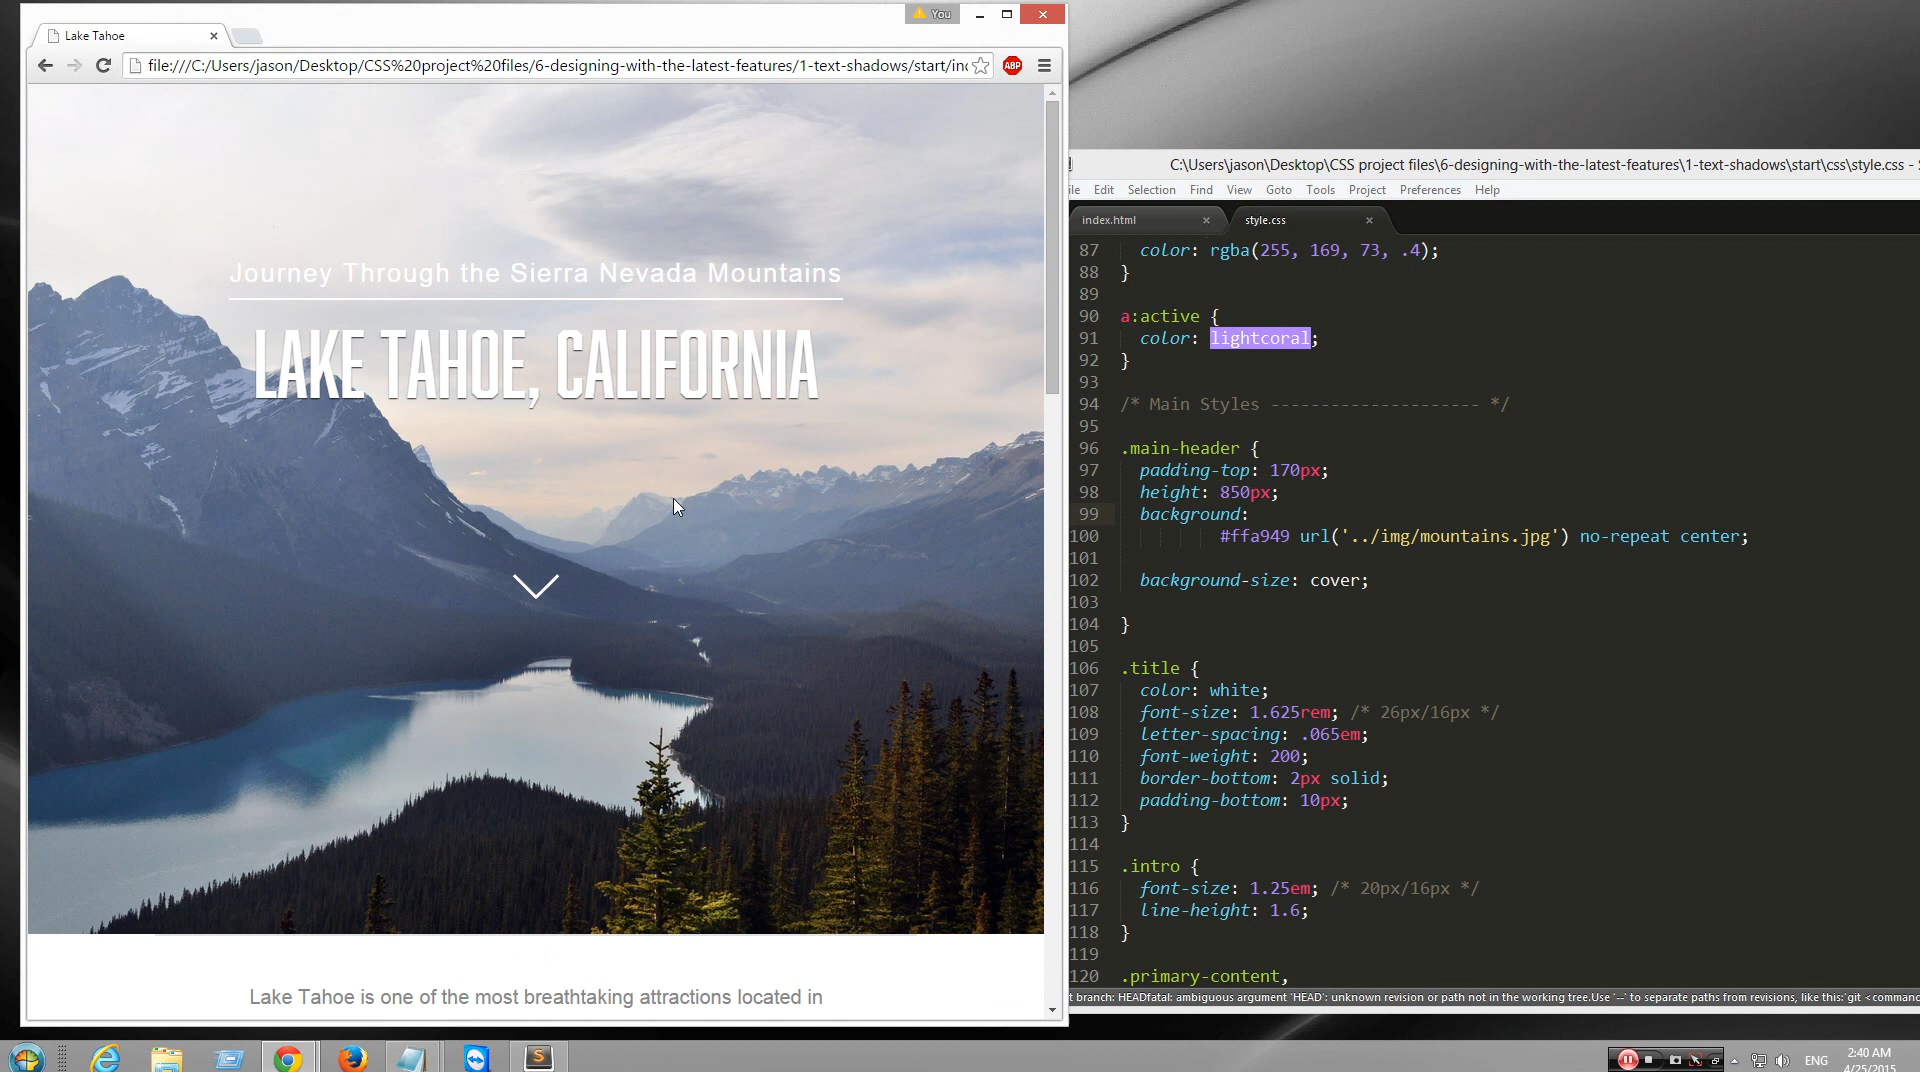 You
Lake Tahoe
file:///C:/Users/jason/Desktop/CSS%20project%20files/6-designing-with-the-latest-features/1-text-shadows/start/in
ABP
Journey Through the Sierra Nevada Mountains
LAKE TAHOE, CALIFORNIA
Lake Tahoe is one of the most breathtaking attractions located in
C:\Users\jason\Desktop\CSS project files\6-designing-with-the-latest-features\1-text-shadows\start\css\style.css - S
ile Edit Selection Find View Goto Tools Project Preferences Help
index.html style.css
87 color: rgba(255, 169, 73, .4);
88 }
89
90 a:active {
91 color: lightcoral;
92 }
93
94 /* Main Styles --------------------- */
95
96 .main-header {
97 padding-top: 170px;
98 height: 850px;
99 background:
100 #ffa949 url('../img/mountains.jpg') no-repeat center;
101
102 background-size: cover;
103
104 }
105
106 .title {
107 color: white;
108 font-size: 1.625rem; /* 26px/16px */
109 letter-spacing: .065em;
110 font-weight: 200;
111 border-bottom: 2px solid;
112 padding-bottom: 10px;
113 }
114
115 .intro {
116 font-size: 1.25em; /* 20px/16px */
117 line-height: 1.6;
118 }
119
120 .primary-content,
t branch: HEADfatal: ambiguous argument 'HEAD': unknown revision or path not in the working tree.Use '--' to separate paths from revisions, like this:'git <command
S
ENG
2:40 AM
4/25/2015